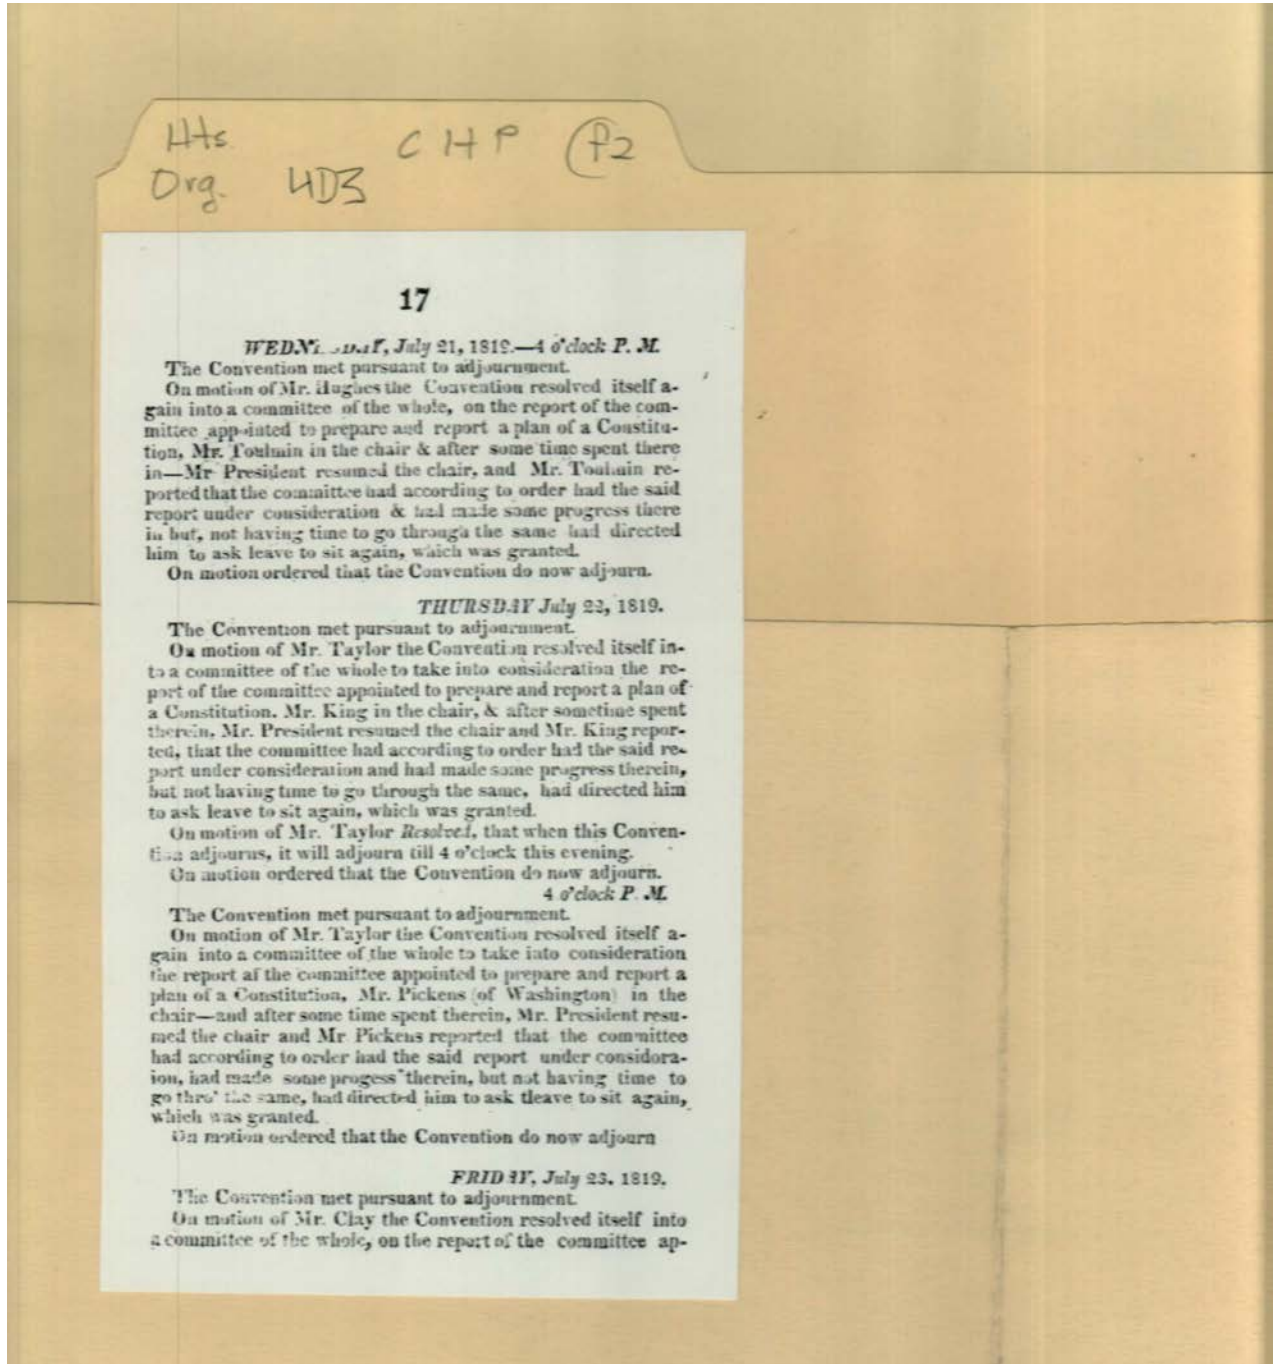 Hts. CHP P2
Org. 4D3
17
July 21, 1819.—4 o'clock P. M.
The Convention met pursuant to adjournment.
On motion of Mr. Hughes the Convention resolved itself a-
gain into a committee of the whole, on the report of the com-
mittee appointed to prepare and report a plan of a Constitu-
tion, Mr. Toulmin in the chair & after some time spent there
in—Mr President resumed the chair, and Mr. Toulmin re-
ported that the committee had according to order had the said
report under consideration & had made some progress there
in but, not having time to go through the same had directed
him to ask leave to sit again, which was granted.
On motion ordered that the Convention do now adjourn.
THURSDAY July 22, 1819.
The Convention met pursuant to adjournment.
On motion of Mr. Taylor the Convention resolved itself in-
to a committee of the whole to take into consideration the re-
port of the committee appointed to prepare and report a plan of
a Constitution. Mr. King in the chair, & after sometime spent
therein, Mr. President resumed the chair and Mr. King repor-
ted, that the committee had according to order had the said re-
port under consideration and had made some progress therein,
but not having time to go through the same, had directed him
to ask leave to sit again, which was granted.
On motion of Mr. Taylor Resolved, that when this Conven-
tion adjourns, it will adjourn till 4 o'clock this evening.
On motion ordered that the Convention do now adjourn.
4 o'clock P. M.
The Convention met pursuant to adjournment.
On motion of Mr. Taylor the Convention resolved itself a-
gain into a committee of the whole to take into consideration
the report af the committee appointed to prepare and report a
plan of a Constitution, Mr. Pickens (of Washington) in the
chair—and after some time spent therein, Mr. President resu-
med the chair and Mr Pickens reported that the committee
had according to order had the said report under considora-
ion, had made some progess therein, but not having time to
go thro' the same, had directed him to ask tleave to sit again,
which was granted.
On motion ordered that the Convention do now adjourn
FRIDAY, July 23, 1819.
The Convention met pursuant to adjournment.
On motion of Mr. Clay the Convention resolved itself into
a committee of the whole, on the report of the committee ap-